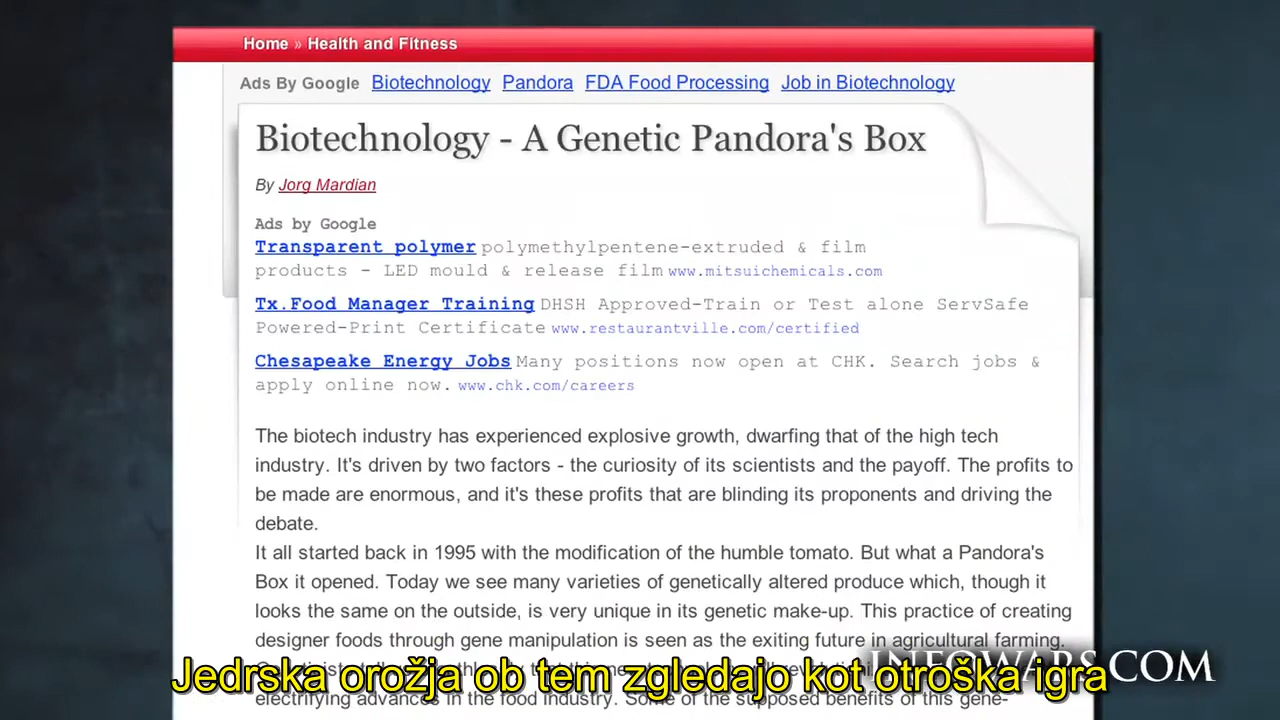 Home » Health and Fitness
Ads By Google Biotechnology Pandora FDA Food Processing Job in Biotechnology
Biotechnology - A Genetic Pandora's Box
By Jorg Mardian
Ads by Google
Transparent polymer polymethylpentene-extruded & film
products - LED mould & release film www.mitsuichemicals.com
Tx.Food Manager Training DHSH Approved-Train or Test alone ServSafe
Powered-Print Certificate www.restaurantville.com/certified
Chesapeake Energy Jobs Many positions now open at CHK. Search jobs &
apply online now. www.chk.com/careers
The biotech industry has experienced explosive growth, dwarfing that of the high tech
industry. It's driven by two factors - the curiosity of its scientists and the payoff. The profits to
be made are enormous, and it's these profits that are blinding its proponents and driving the
debate.
It all started back in 1995 with the modification of the humble tomato. But what a Pandora's
Box it opened. Today we see many varieties of genetically altered produce which, though it
looks the same on the outside, is very unique in its genetic make-up. This practice of creating
designer foods through gene manipulation is seen as the exiting future in agricultural farming.
INFOWARS.COM
Jedrska orožja ob tem zgledajo kot otroška igra
electrifying advances in the food industry. Some of the supposed benefits of this gene-